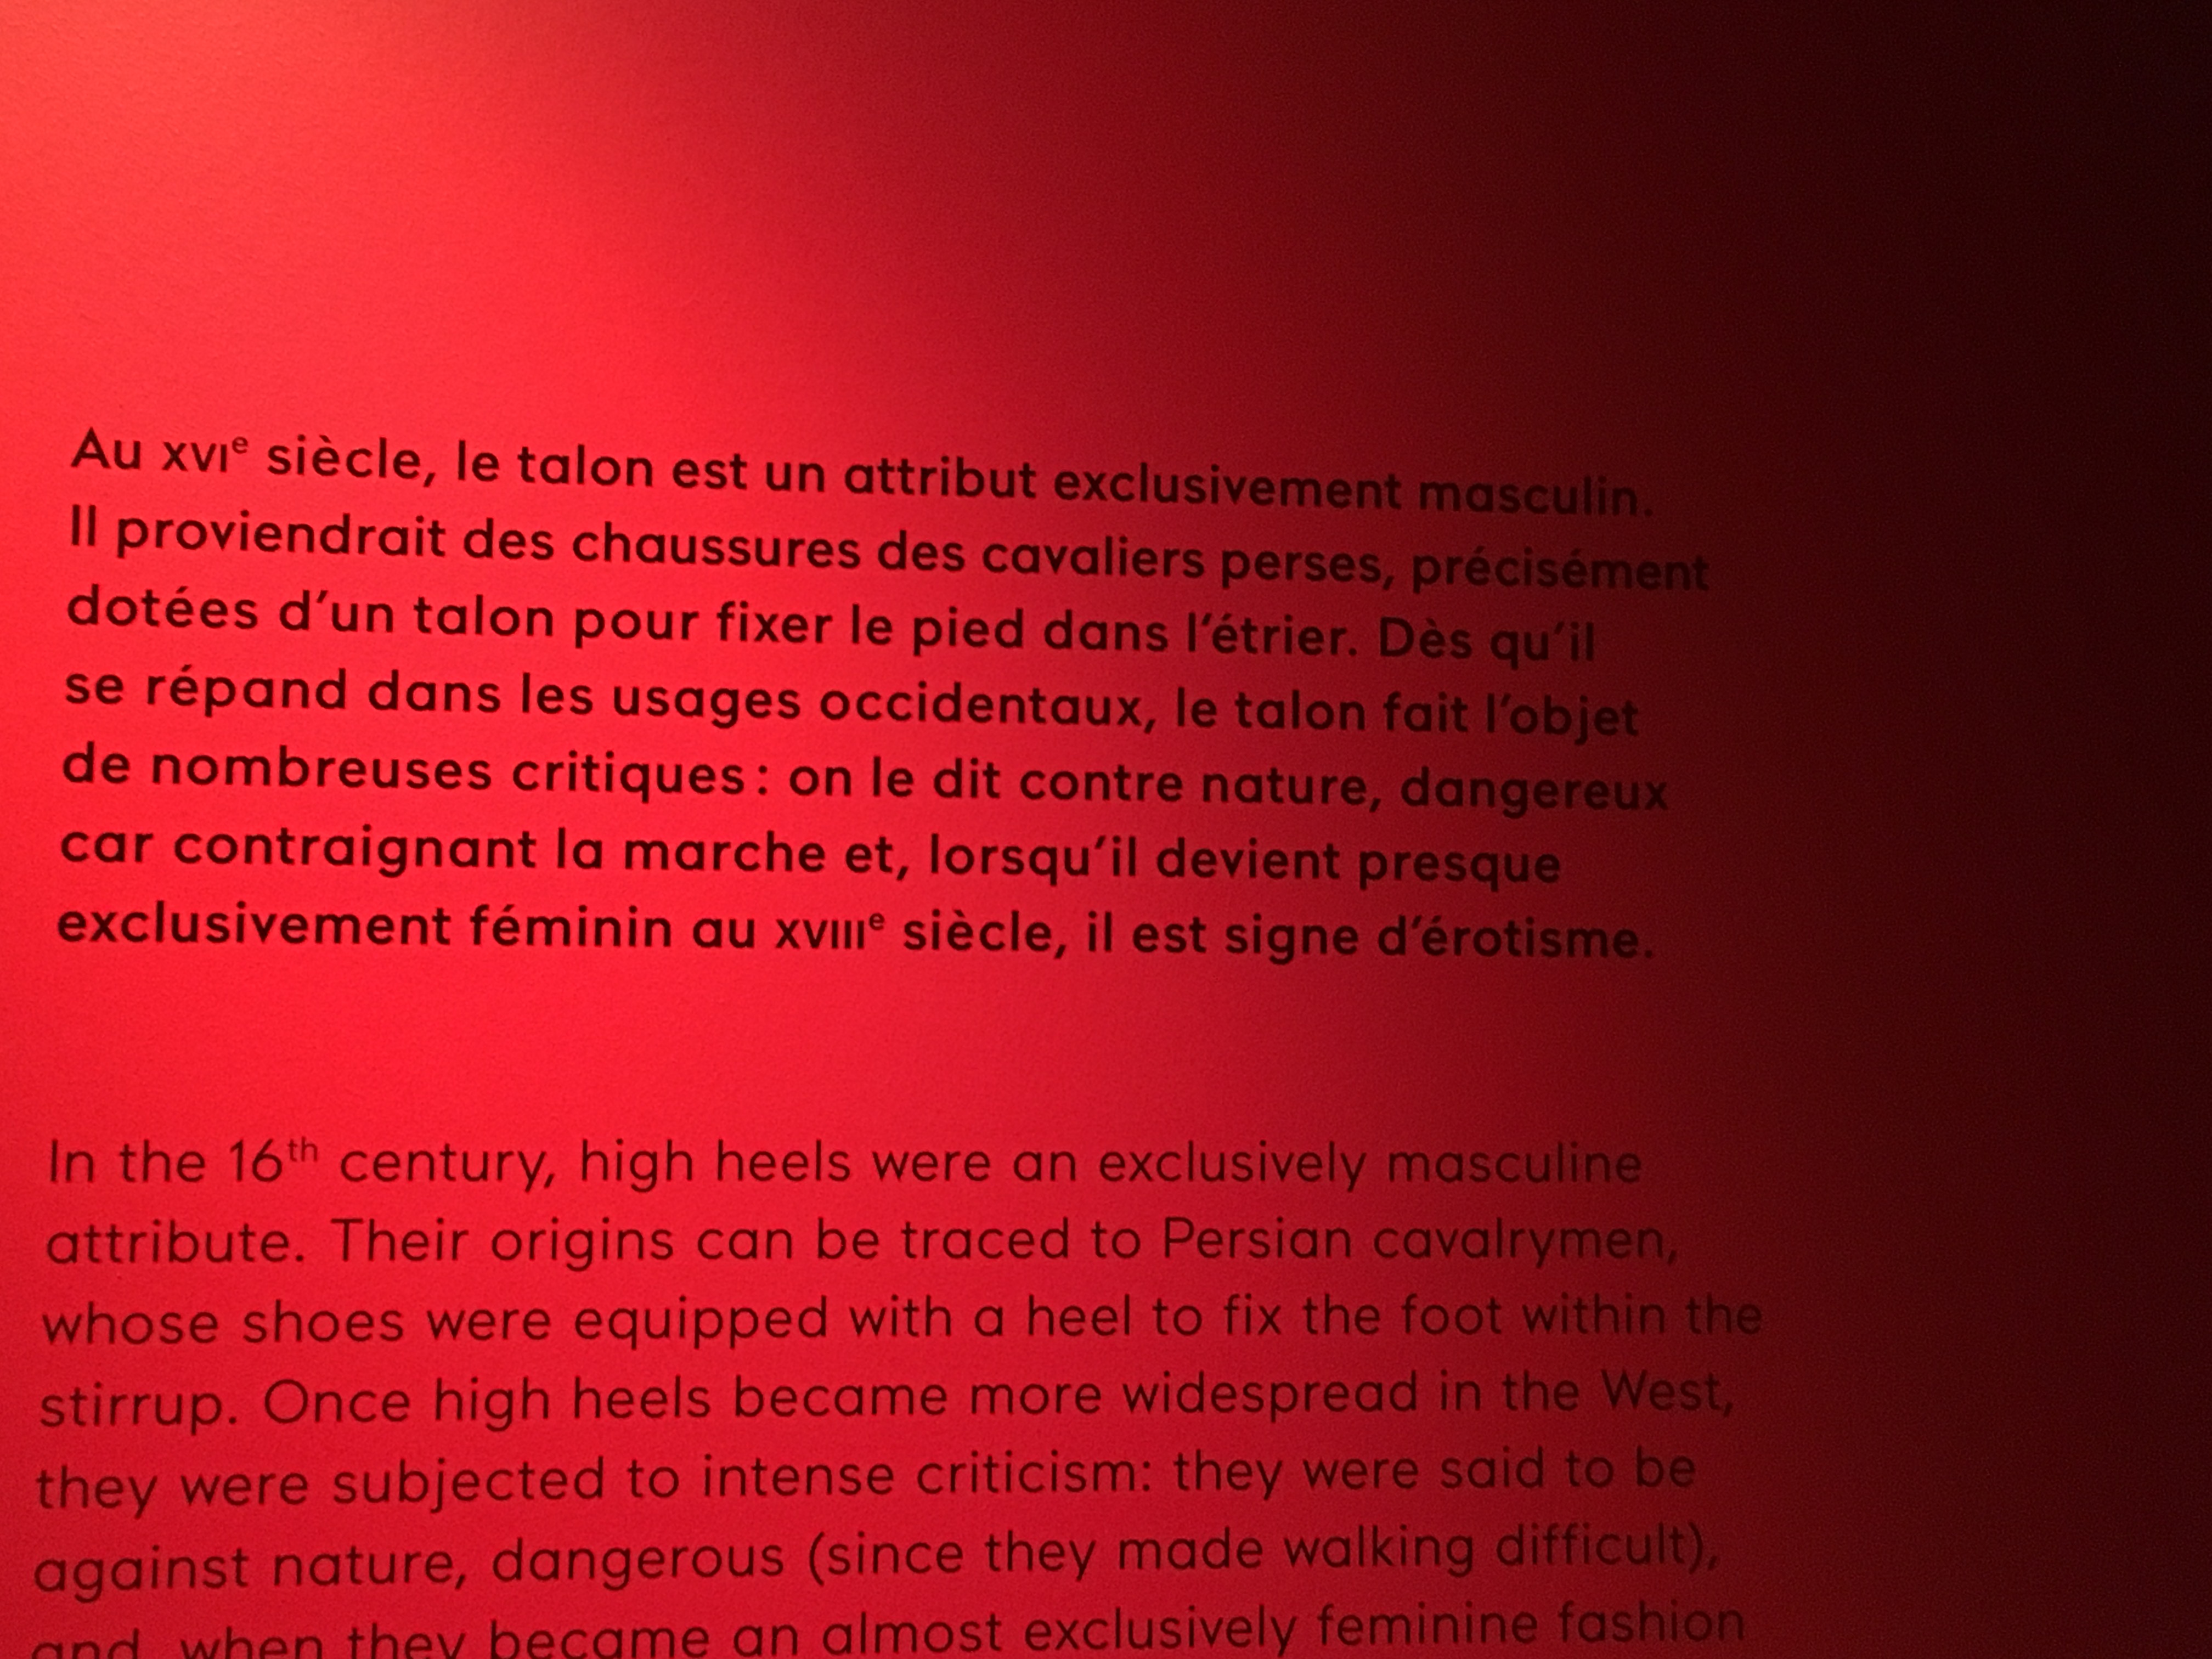 Au XVIe siècle, le talon est un attribut exclusivement masculin.
Il proviendrait des chaussures des cavaliers perses, précisément
dotées d’un talon pour fixer le pied dans l’étrier. Dès qu’il
se répand dans les usages occidentaux, le talon fait l’objet
de nombreuses critiques : on le dit contre nature, dangereux
car contraignant la marche et, lorsqu’il devient presque
exclusivement féminin au XVIIIe siècle, il est signe d’érotisme.
In the 16th century, high heels were an exclusively masculine
attribute. Their origins can be traced to Persian cavalrymen,
whose shoes were equipped with a heel to fix the foot within the
stirrup. Once high heels became more widespread in the West,
they were subjected to intense criticism: they were said to be
against nature, dangerous (since they made walking difficult),
and, when they became an almost exclusively feminine fashion